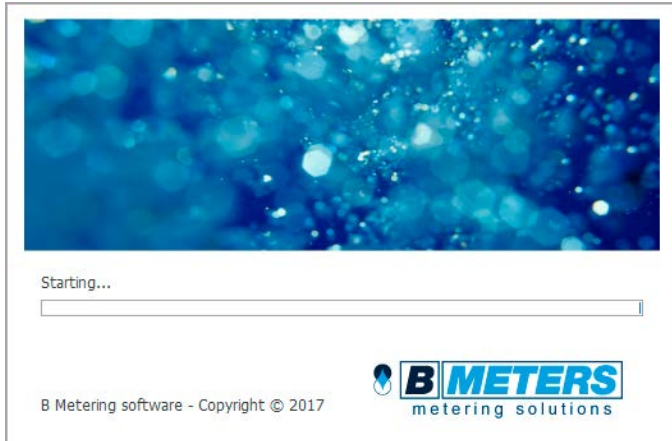 Starting...
B METERS
metering solutions
B Metering software - Copyright © 2017